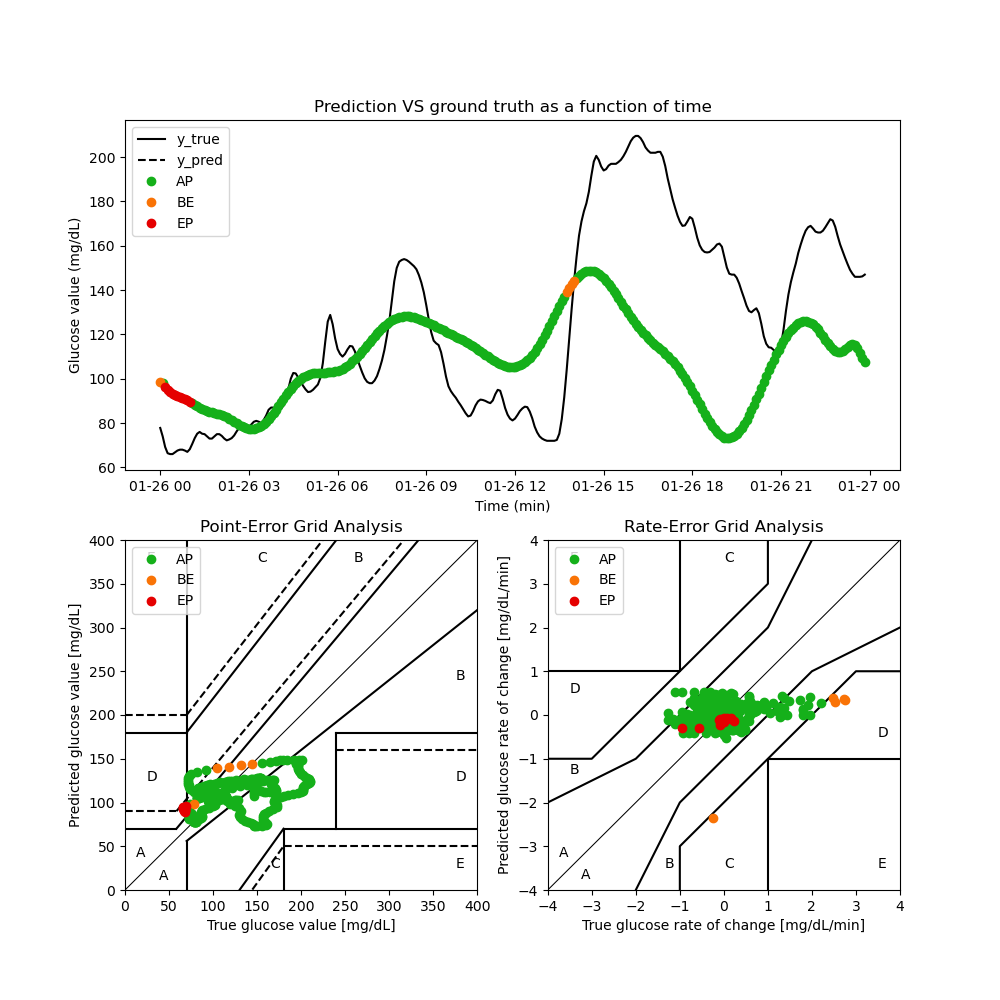 Prediction VS ground truth as a function of time
Glucose value (mg/dL)
200
180
160
140
120
100
80
60
y_true
y_pred
AP
BE
EP
01-26 00 01-26 03 01-26 06 01-26 09 01-26 12 01-26 15 01-26 18 01-26 21 01-27 00
Time (min)
Point-Error Grid Analysis
Predicted glucose value [mg/dL]
400
350
300
250
200
150
100
50
0
AP
BE
EP
C
B
B
D
D
A
A
C
E
0 50 100 150 200 250 300 350 400
True glucose value [mg/dL]
Rate-Error Grid Analysis
Predicted glucose rate of change [mg/dL/min]
4
3
2
1
0
−1
−2
−3
−4
AP
BE
EP
C
D
D
B
A
A
B
C
E
−4 −3 −2 −1 0 1 2 3 4
True glucose rate of change [mg/dL/min]